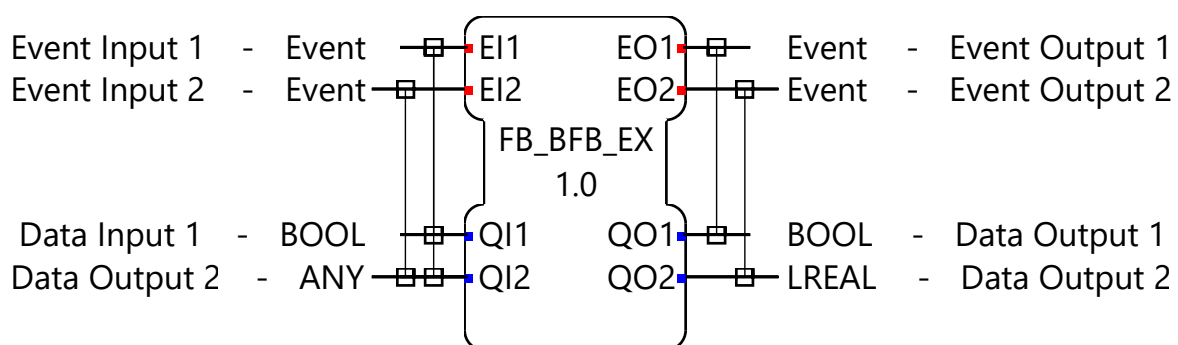 Event Input 1 - Event EI1 EO1 Event - Event Output 1
Event Input 2 - Event EI2 EO2 Event - Event Output 2
FB_BFB_EX
1.0
Data Input 1 - BOOL QI1 QO1 BOOL - Data Output 1
Data Output 2 - ANY QI2 QO2 LREAL - Data Output 2